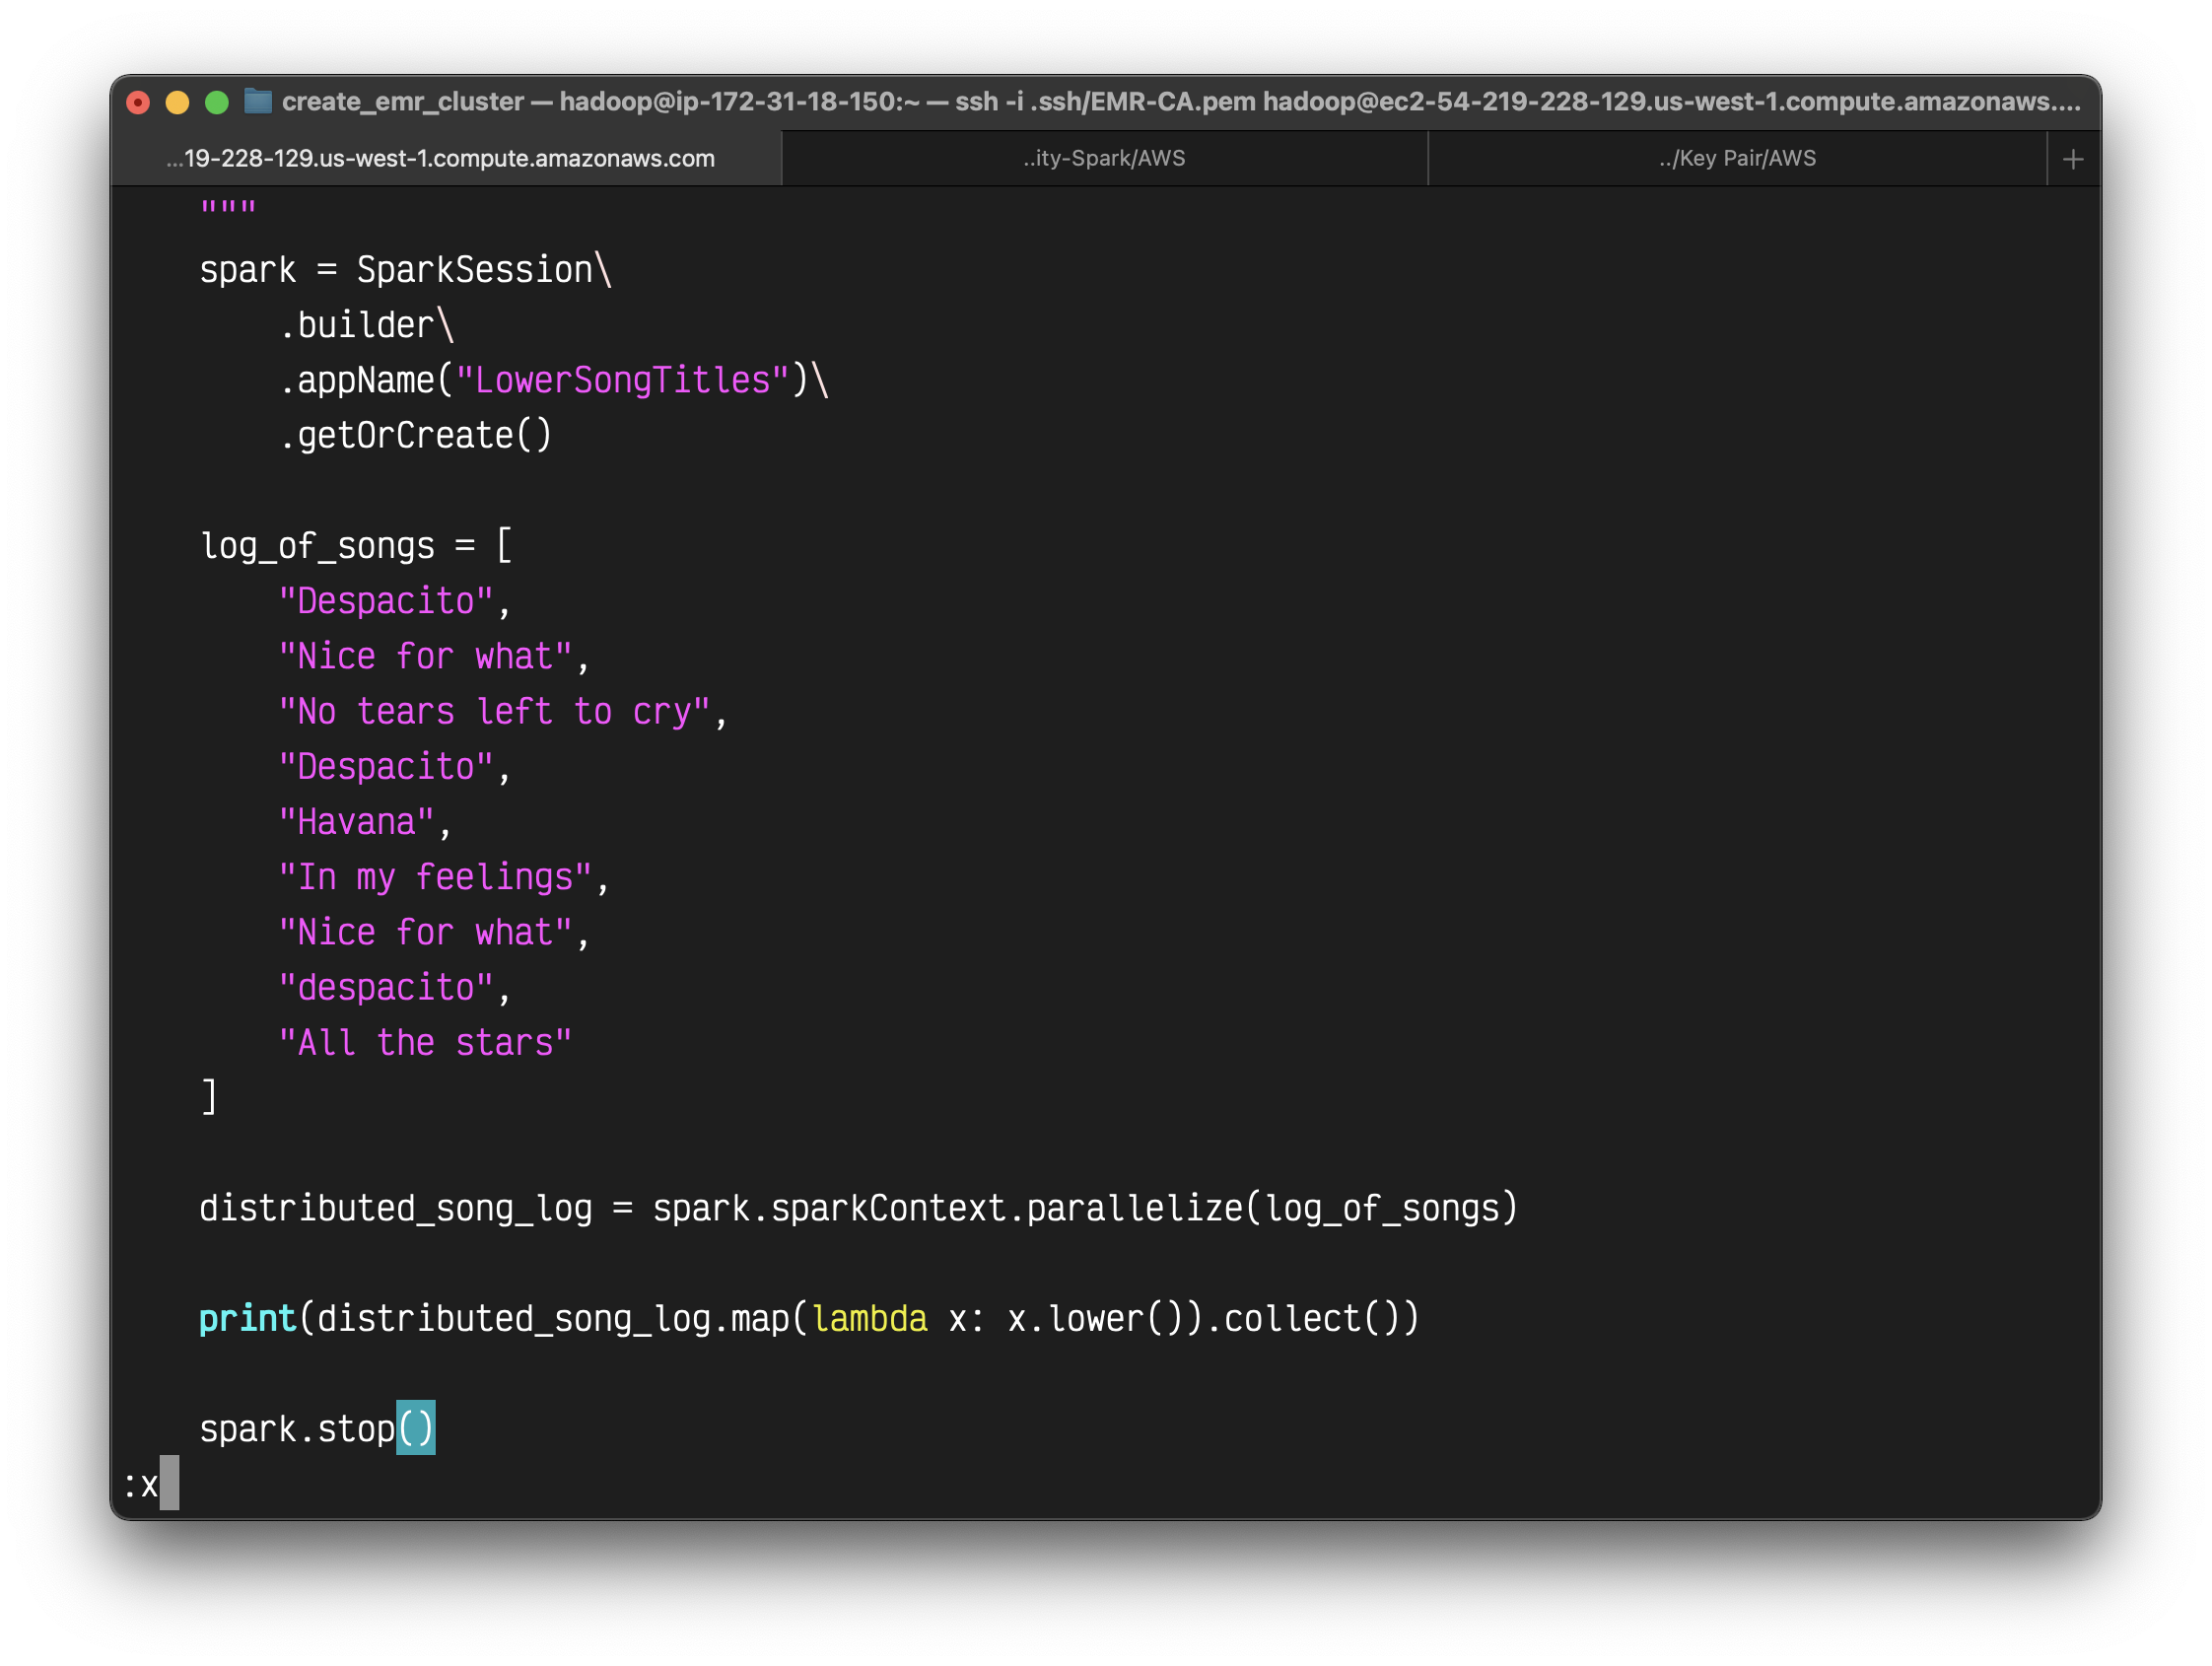 create_emr_cluster — hadoop@ip-172-31-18-150:~ — ssh -i .ssh/EMR-CA.pem hadoop@ec2-54-219-228-129.us-west-1.compute.amazonaws....
...19-228-129.us-west-1.compute.amazonaws.com ..ity-Spark/AWS ../Key Pair/AWS +
    """
    spark = SparkSession\
        .builder\
        .appName("LowerSongTitles")\
        .getOrCreate()

    log_of_songs = [
        "Despacito",
        "Nice for what",
        "No tears left to cry",
        "Despacito",
        "Havana",
        "In my feelings",
        "Nice for what",
        "despacito",
        "All the stars"
    ]

    distributed_song_log = spark.sparkContext.parallelize(log_of_songs)

    print(distributed_song_log.map(lambda x: x.lower()).collect())

    spark.stop()
:x